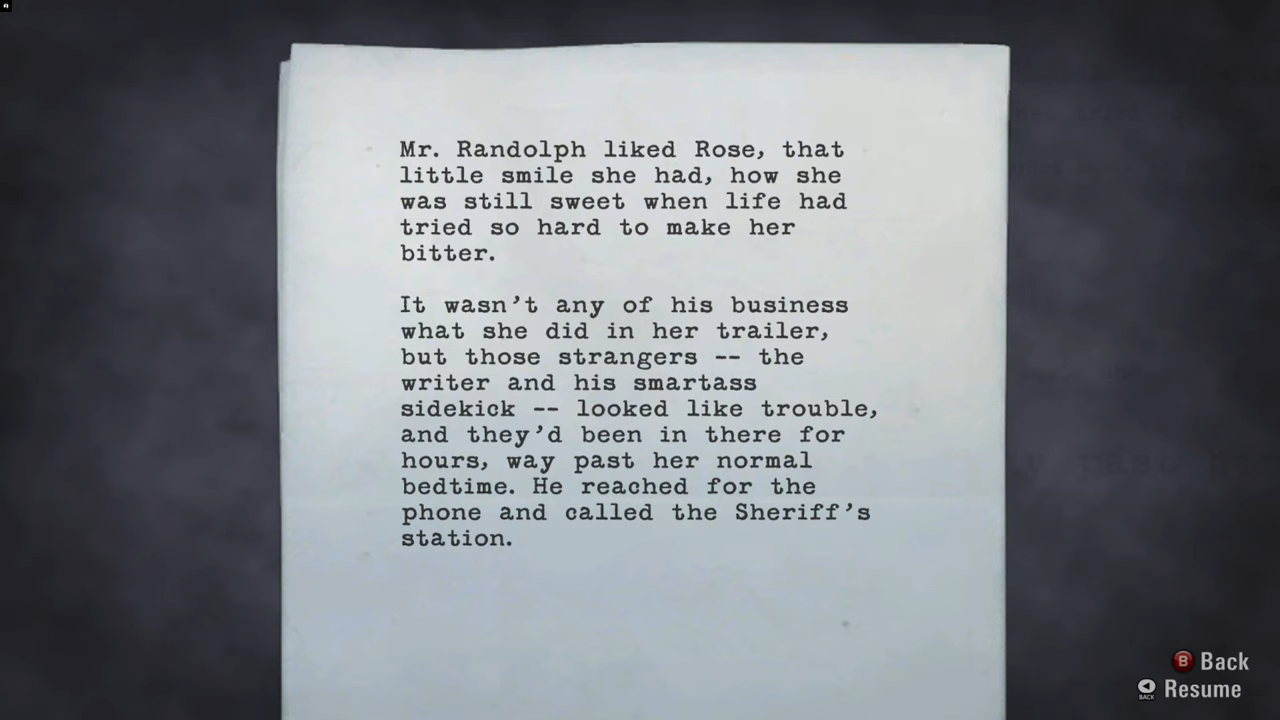 Mr. Randolph liked Rose, that
little smile she had, how she
was still sweet when life had
tried so hard to make her
bitter.
It wasn't any of his business
what she did in her trailer,
but those strangers -- the
writer and his smartass
sidekick -- looked like trouble,
and they'd been in there for
hours, way past her normal
bedtime. He reached for the
phone and called the Sheriff's
station.
B Back
BACK Resume